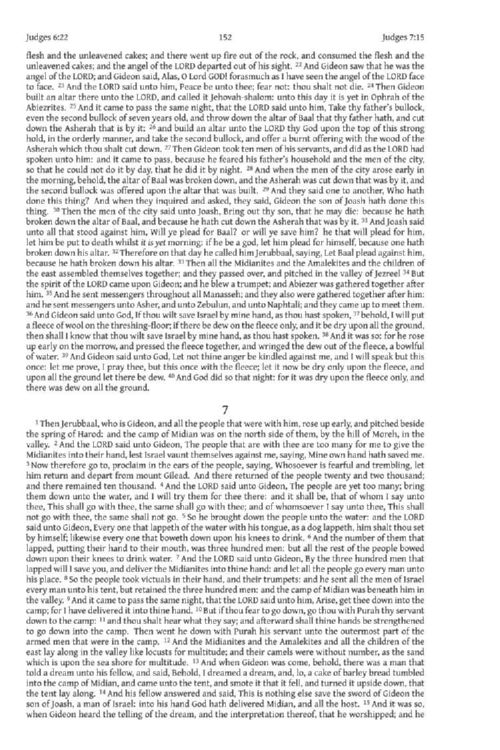 Judges 6:22 152 Judges 7:15
flesh and the unleavened cakes; and there went up fire out of the rock, and consumed the flesh and the
unleavened cakes; and the angel of the LORD departed out of his sight. 22 And Gideon saw that he was the
angel of the LORD; and Gideon said, Alas, O Lord GOD! forasmuch as I have seen the angel of the LORD face
to face. 23 And the LORD said unto him, Peace be unto thee; fear not: thou shalt not die. 24 Then Gideon
built an altar there unto the LORD, and called it Jehovah-shalom: unto this day it is yet in Ophrah of the
Abiezrites. 25 And it came to pass the same night, that the LORD said unto him, Take thy father's bullock,
even the second bullock of seven years old, and throw down the altar of Baal that thy father hath, and cut
down the Asherah that is by it: 26 and build an altar unto the LORD thy God upon the top of this strong
hold, in the orderly manner, and take the second bullock, and offer a burnt offering with the wood of the
Asherah which thou shalt cut down. 27 Then Gideon took ten men of his servants, and did as the LORD had
spoken unto him: and it came to pass, because he feared his father's household and the men of the city,
so that he could not do it by day, that he did it by night. 28 And when the men of the city arose early in
the morning, behold, the altar of Baal was broken down, and the Asherah was cut down that was by it, and
the second bullock was offered upon the altar that was built. 29 And they said one to another, Who hath
done this thing? And when they inquired and asked, they said, Gideon the son of Joash hath done this
thing. 30 Then the men of the city said unto Joash, Bring out thy son, that he may die: because he hath
broken down the altar of Baal, and because he hath cut down the Asherah that was by it. 31 And Joash said
unto all that stood against him, Will ye plead for Baal? or will ye save him? he that will plead for him,
let him be put to death whilst it is yet morning: if he be a god, let him plead for himself, because one hath
broken down his altar. 32 Therefore on that day he called him Jerubbaal, saying, Let Baal plead against him,
because he hath broken down his altar. 33 Then all the Midianites and the Amalekites and the children of
the east assembled themselves together; and they passed over, and pitched in the valley of Jezreel 34 But
the spirit of the LORD came upon Gideon; and he blew a trumpet; and Abiezer was gathered together after
him. 35 And he sent messengers throughout all Manasseh; and they also were gathered together after him:
and he sent messengers unto Asher, and unto Zebulun, and unto Naphtali; and they came up to meet them.
36 And Gideon said unto God, If thou wilt save Israel by mine hand, as thou hast spoken, 37 behold, I will put
a fleece of wool on the threshing-floor; if there be dew on the fleece only, and it be dry upon all the ground,
then shall I know that thou wilt save Israel by mine hand, as thou hast spoken. 38 And it was so: for he rose
up early on the morrow, and pressed the fleece together, and wringed the dew out of the fleece, a bowlful
of water. 39 And Gideon said unto God, Let not thine anger be kindled against me, and I will speak but this
once: let me prove, I pray thee, but this once with the fleece; let it now be dry only upon the fleece, and
upon all the ground let there be dew. 40 And God did so that night: for it was dry upon the fleece only, and
there was dew on all the ground.
7
1 Then Jerubbaal, who is Gideon, and all the people that were with him, rose up early, and pitched beside
the spring of Harod: and the camp of Midian was on the north side of them, by the hill of Moreh, in the
valley. 2 And the LORD said unto Gideon, The people that are with thee are too many for me to give the
Midianites into their hand, lest Israel vaunt themselves against me, saying, Mine own hand hath saved me.
3 Now therefore go to, proclaim in the ears of the people, saying, Whosoever is fearful and trembling, let
him return and depart from mount Gilead. And there returned of the people twenty and two thousand;
and there remained ten thousand. 4 And the LORD said unto Gideon, The people are yet too many; bring
them down unto the water, and I will try them for thee there: and it shall be, that of whom I say unto
thee, This shall go with thee, the same shall go with thee; and of whomsoever I say unto thee, This shall
not go with thee, the same shall not go. 5 So he brought down the people unto the water: and the LORD
said unto Gideon, Every one that lappeth of the water with his tongue, as a dog lappeth, him shalt thou set
by himself; likewise every one that boweth down upon his knees to drink. 6 And the number of them that
lapped, putting their hand to their mouth, was three hundred men: but all the rest of the people bowed
down upon their knees to drink water. 7 And the LORD said unto Gideon, By the three hundred men that
lapped will I save you, and deliver the Midianites into thine hand: and let all the people go every man unto
his place. 8 So the people took victuals in their hand, and their trumpets: and he sent all the men of Israel
every man unto his tent, but retained the three hundred men: and the camp of Midian was beneath him in
the valley. 9 And it came to pass the same night, that the LORD said unto him, Arise, get thee down into the
camp; for I have delivered it into thine hand. 10 But if thou fear to go down, go thou with Purah thy servant
down to the camp: 11 and thou shalt hear what they say; and afterward shall thine hands be strengthened
to go down into the camp. Then went he down with Purah his servant unto the outermost part of the
armed men that were in the camp. 12 And the Midianites and the Amalekites and all the children of the
east lay along in the valley like locusts for multitude; and their camels were without number, as the sand
which is upon the sea shore for multitude. 13 And when Gideon was come, behold, there was a man that
told a dream unto his fellow, and said, Behold, I dreamed a dream, and, lo, a cake of barley bread tumbled
into the camp of Midian, and came unto the tent, and smote it that it fell, and turned it upside down, that
the tent lay along. 14 And his fellow answered and said, This is nothing else save the sword of Gideon the
son of Joash, a man of Israel: into his hand God hath delivered Midian, and all the host. 15 And it was so,
when Gideon heard the telling of the dream, and the interpretation thereof, that he worshipped; and he